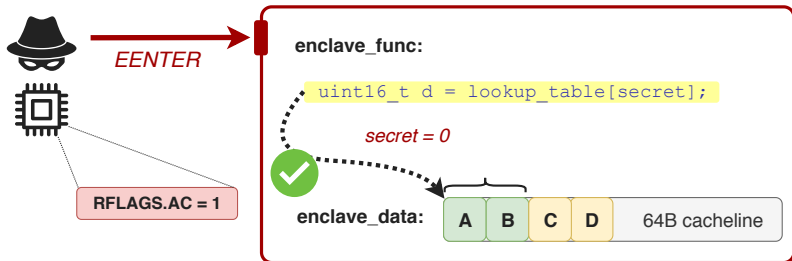 EENTER
enclave_func:
uint16_t d = lookup_table[secret];
secret = 0
RFLAGS.AC = 1
enclave_data:
A B C D 64B cacheline